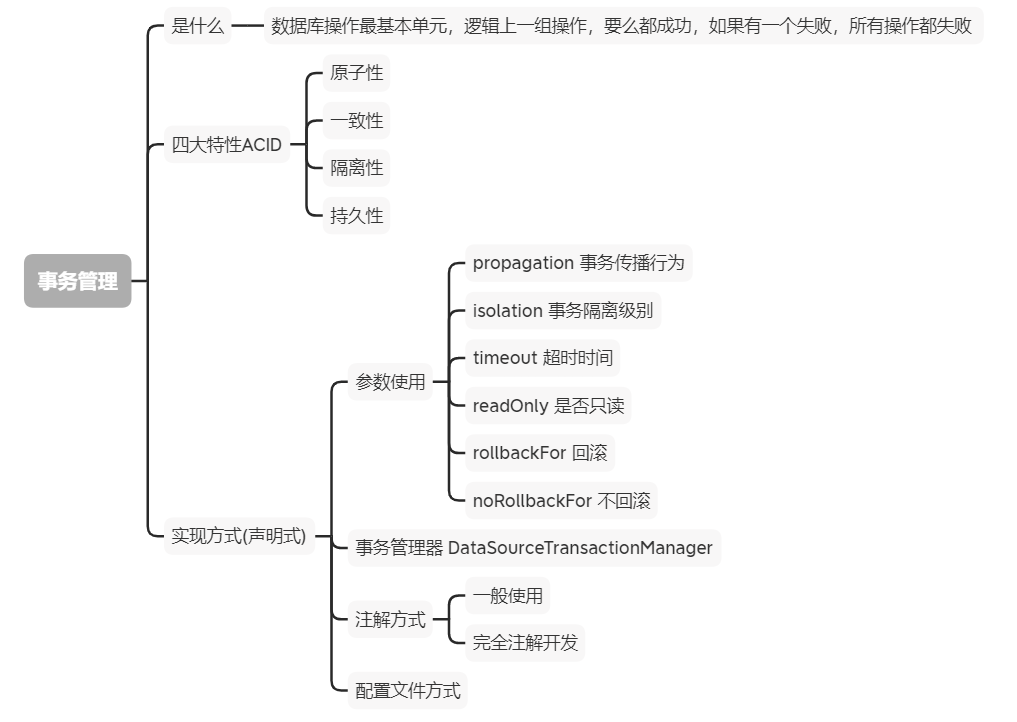 事务管理
是什么
数据库操作最基本单元，逻辑上一组操作，要么都成功，如果有一个失败，所有操作都失败
四大特性ACID
原子性
一致性
隔离性
持久性
实现方式(声明式)
参数使用
propagation 事务传播行为
isolation 事务隔离级别
timeout 超时时间
readOnly 是否只读
rollbackFor 回滚
noRollbackFor 不回滚
事务管理器 DataSourceTransactionManager
注解方式
一般使用
完全注解开发
配置文件方式